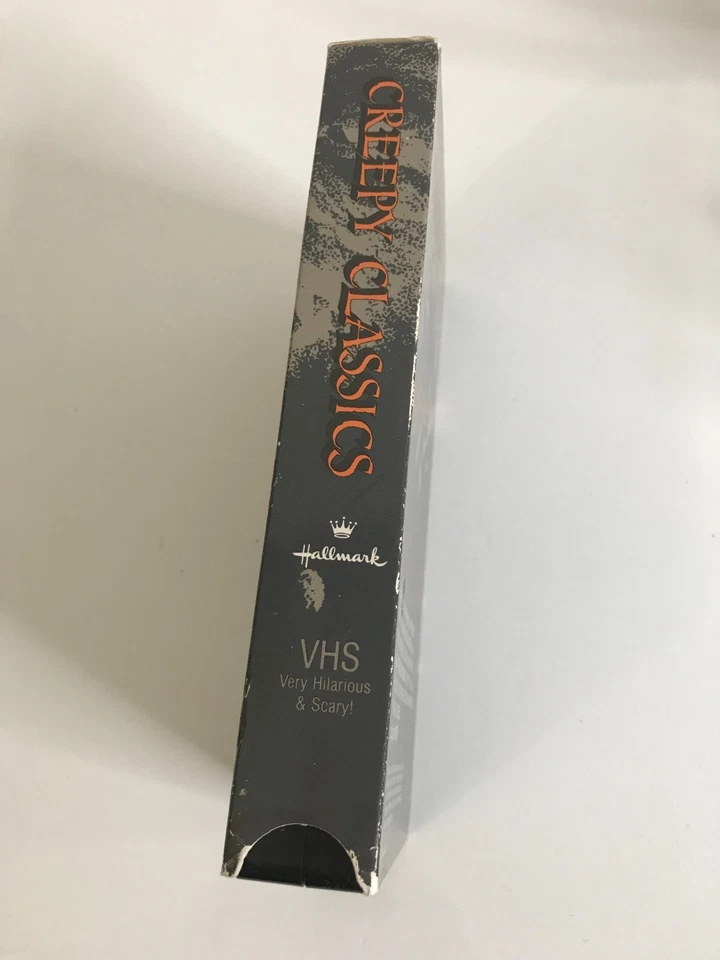 CREEPY CLASSICS
Hallmark
VHS
Very Hilarious
& Scary!